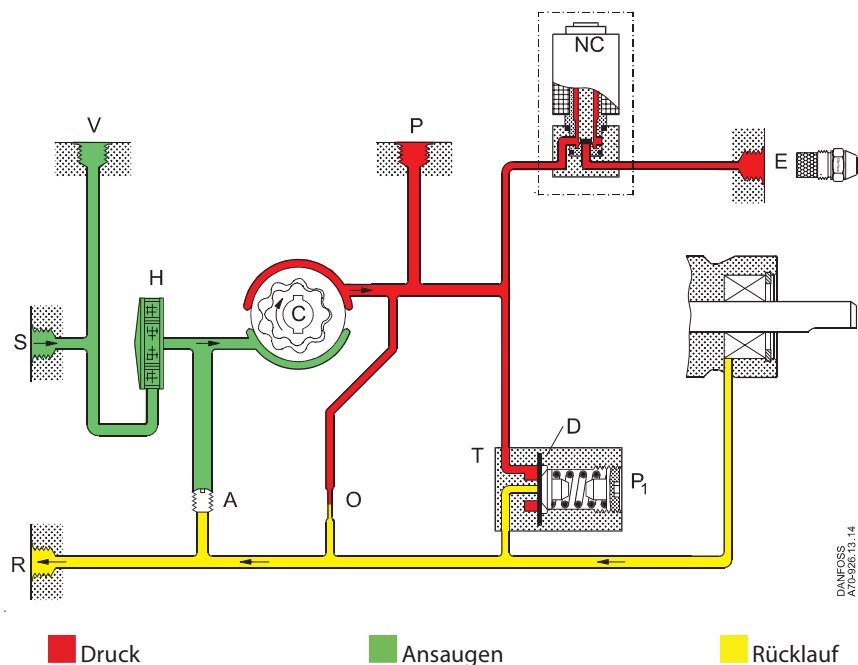 NC
V
P
E
H
C
S
D
T
P1
A
O
R
DANFOSS
A70-926.13.14
Druck
Ansaugen
Rücklauf